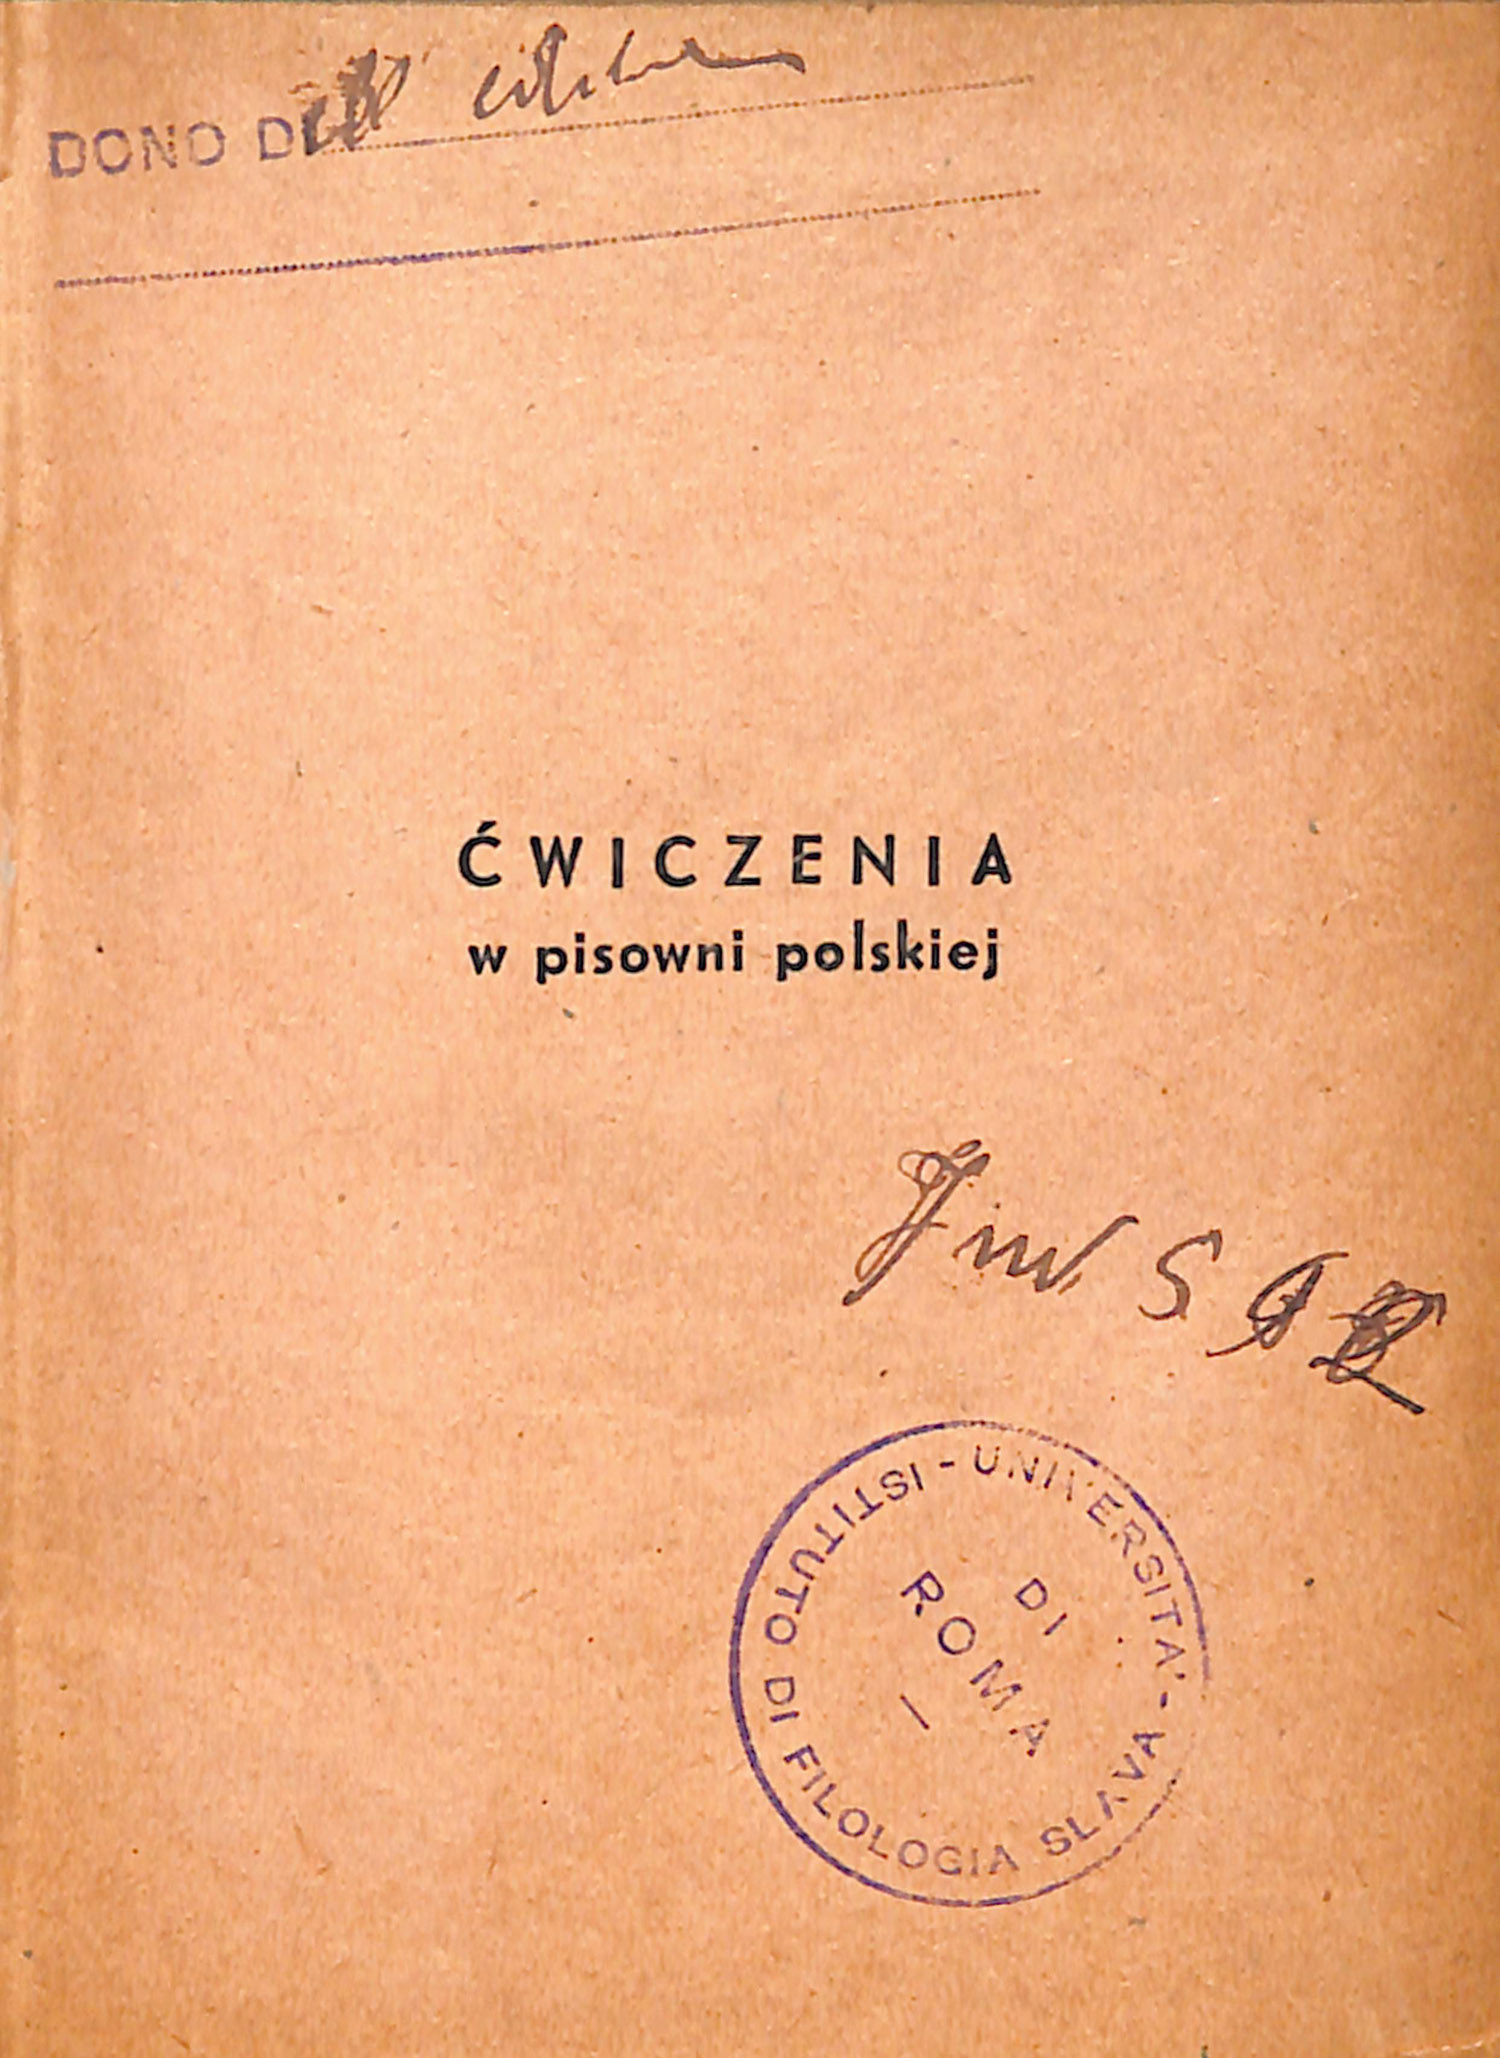 DONO DI
ĆWICZENIA
w pisowni polskiej
ISTITUTO DI FILOLOGIA SLAVA - UNIVERSITA' -
DI
ROMA